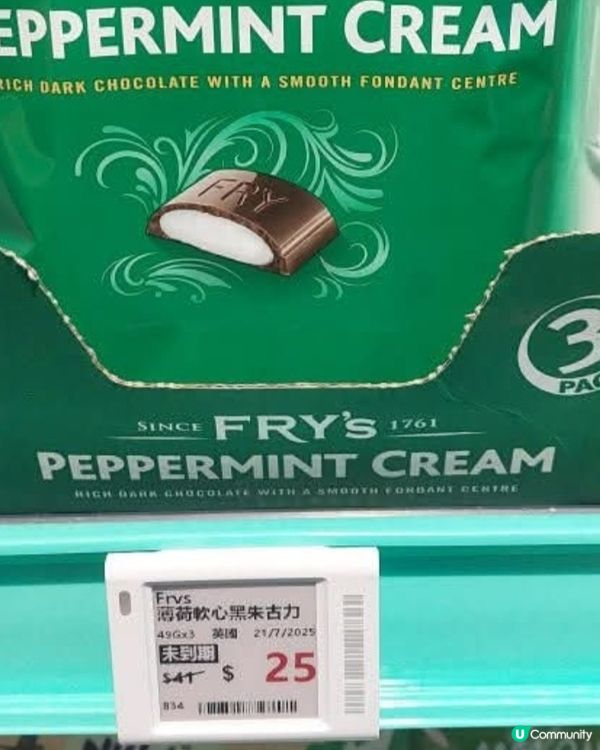 EPPERMINT CREAM
RICH DARK CHOCOLATE WITH A SMOOTH FONDANT CENTRE
FRY
3
PAC
SINCE FRY'S 1761
PEPPERMINT CREAM
RICH DARK CHOCOLATE WITH A SMOOTH FONDANT CENTRE
Frys
薄荷軟心黑朱古力
49Gx3 英國 21/7/2025
未到期
$41 $ 25
834
U Community